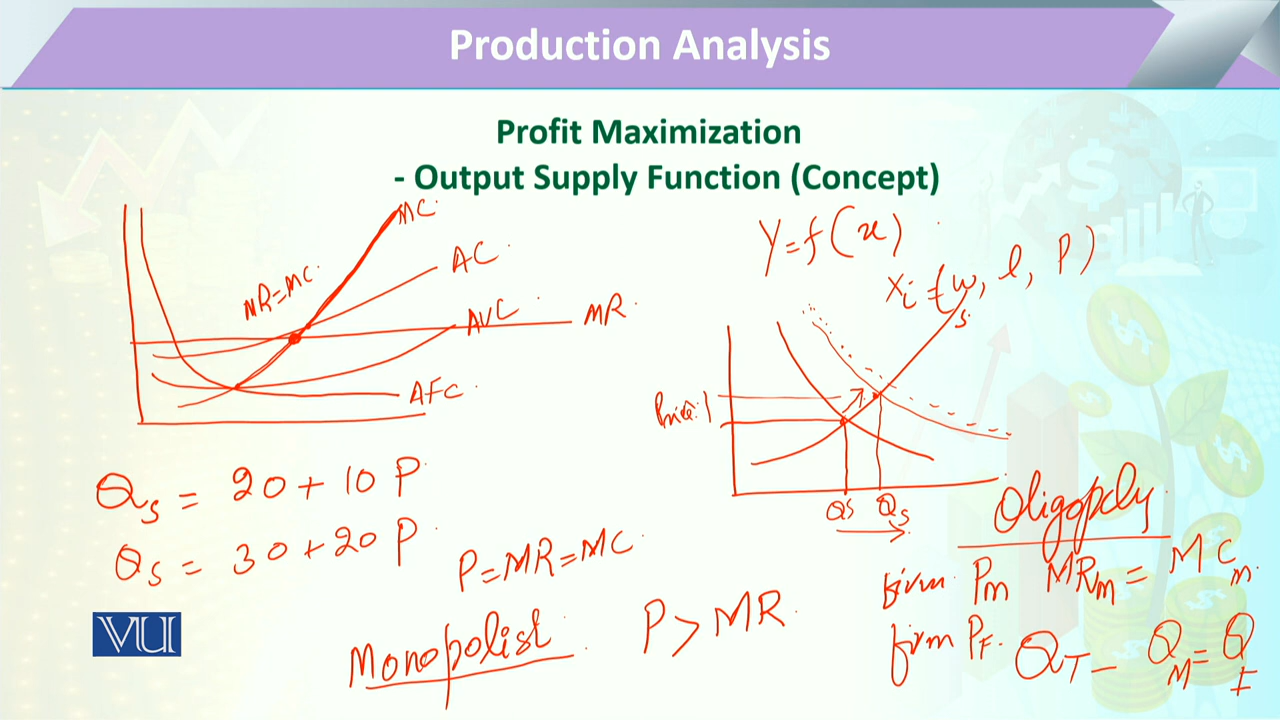 Production Analysis
Profit Maximization
- Output Supply Function (Concept)
MC.
AC
MR=MC.
AVC
MR.
AFC.
Y=f(x)
Xi = f(w, l, P)
S
Price
QS QS
QS = 20 + 10 P
QS = 30 + 20 P
P=MR=MC
Monopolist P > MR.
Oligopoly
Pm MRm = MCm.
firm PF. QT – QM = QF
VU